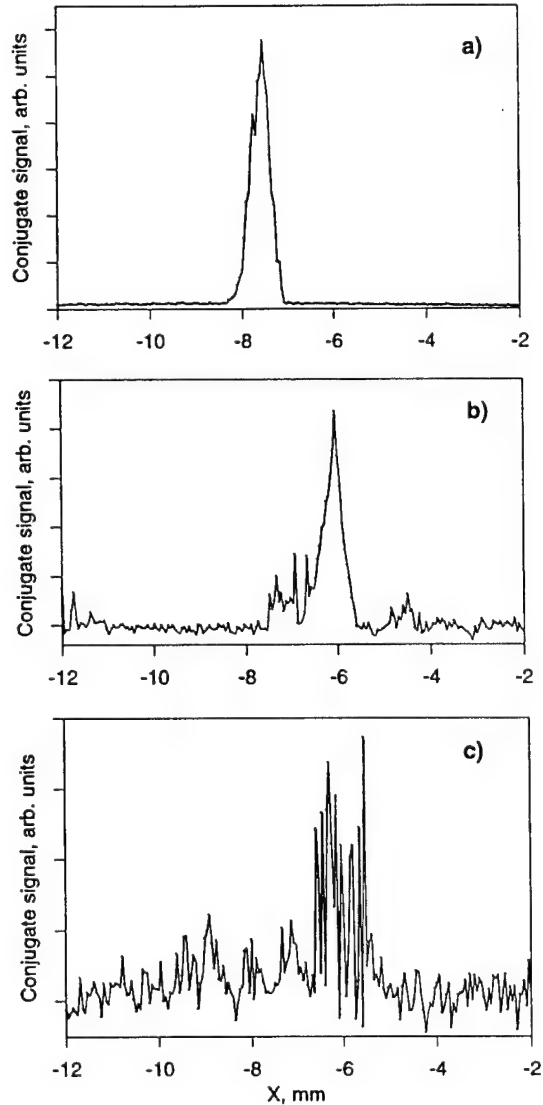 a)
Conjugate signal, arb. units
-12 -10 -8 -6 -4 -2
b)
Conjugate signal, arb. units
-12 -10 -8 -6 -4 -2
c)
Conjugate signal, arb. units
-12 -10 -8 -6 -4 -2
X, mm